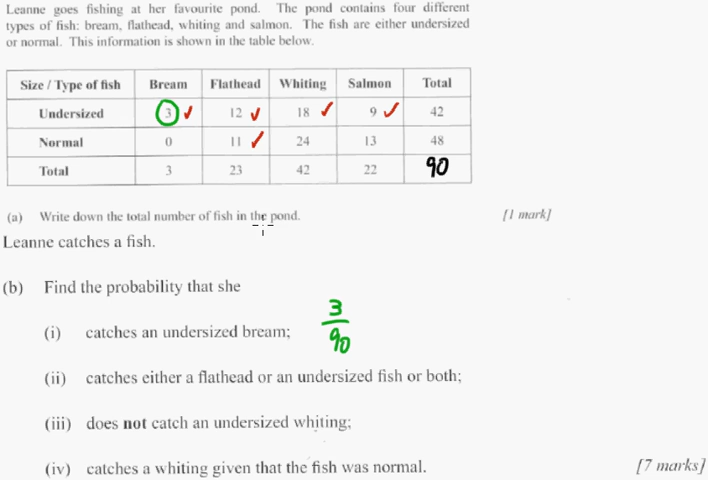 Leanne goes fishing at her favourite pond. The pond contains four different
types of fish: bream, flathead, whiting and salmon. The fish are either undersized
or normal. This information is shown in the table below.
Size / Type of fish Bream Flathead Whiting Salmon Total
Undersized 3 12 18 9 42
Normal 0 11 24 13 48
Total 3 23 42 22 90
(a) Write down the total number of fish in the pond. [1 mark]
Leanne catches a fish.
(b) Find the probability that she
(i) catches an undersized bream; 3/90
(ii) catches either a flathead or an undersized fish or both;
(iii) does not catch an undersized whiting;
(iv) catches a whiting given that the fish was normal. [7 marks]